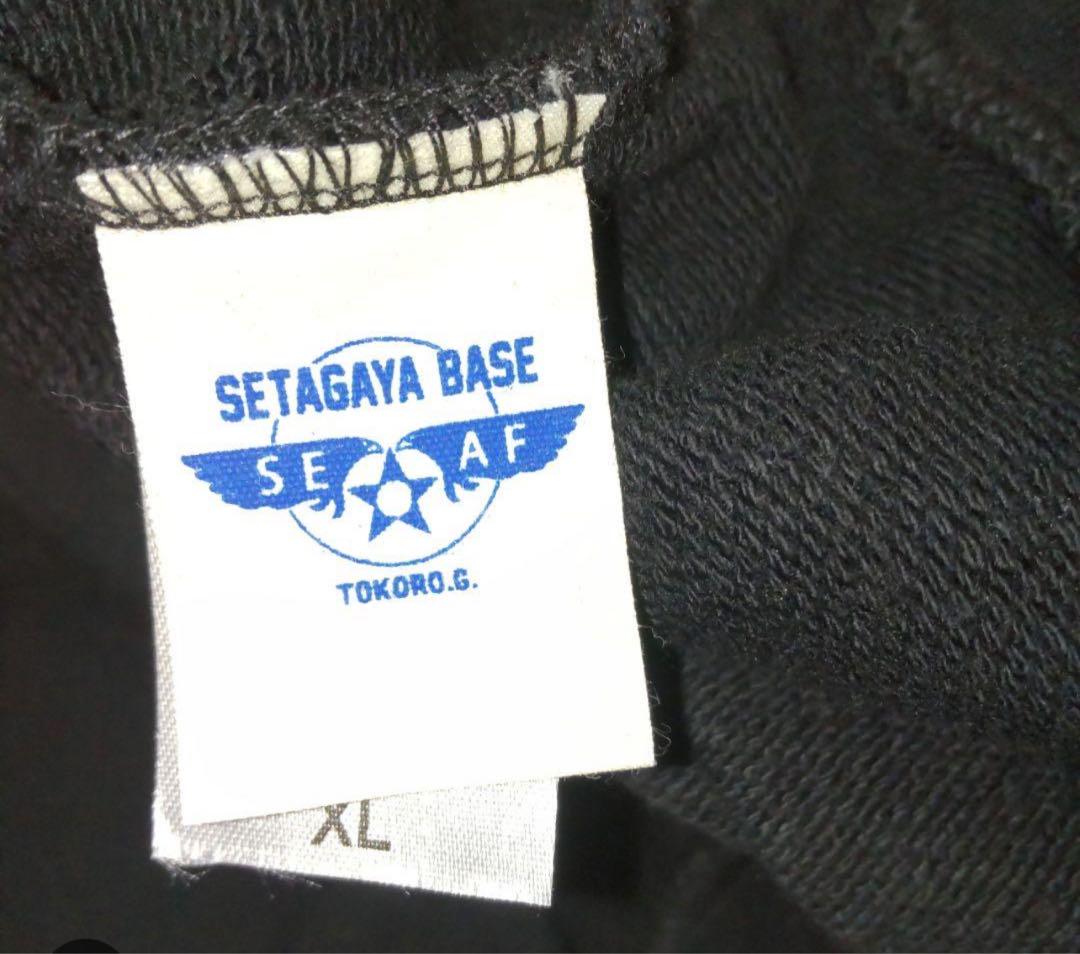 SETAGAYA BASE
SE AF
TOKORO.G.
XL